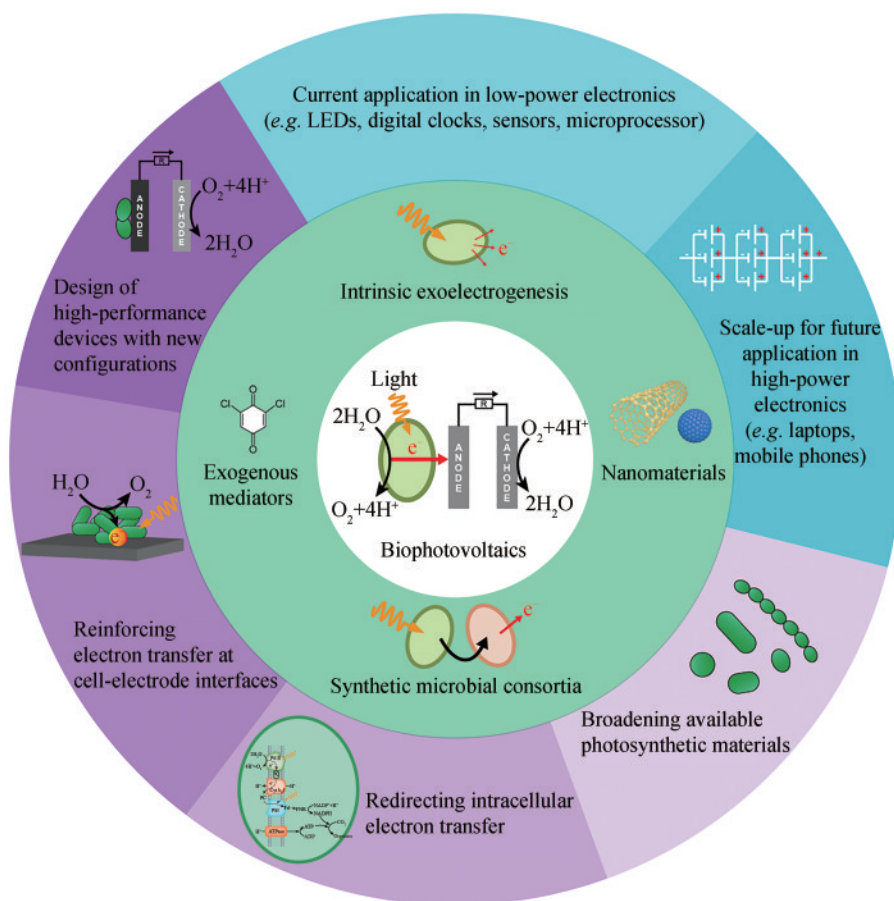 Current application in low-power electronics
(e.g. LEDs, digital clocks, sensors, microprocessor)
R
ANODE
CATHODE
O₂+4H⁺
2H₂O
Design of
high-performance
devices with new
configurations
e⁻
Intrinsic exoelectrogenesis
Scale-up for future
application in
high-power
electronics
(e.g. laptops,
mobile phones)
O
Cl
Cl
O
Exogenous
mediators
Light
2H₂O
e⁻
O₂+4H⁺
R
ANODE
CATHODE
O₂+4H⁺
2H₂O
Biophotovoltaics
Nanomaterials
H₂O
O₂
e⁻
Reinforcing
electron transfer at
cell-electrode interfaces
e⁻
Synthetic microbial consortia
Broadening available
photosynthetic materials
Redirecting intracellular
electron transfer
ATPase